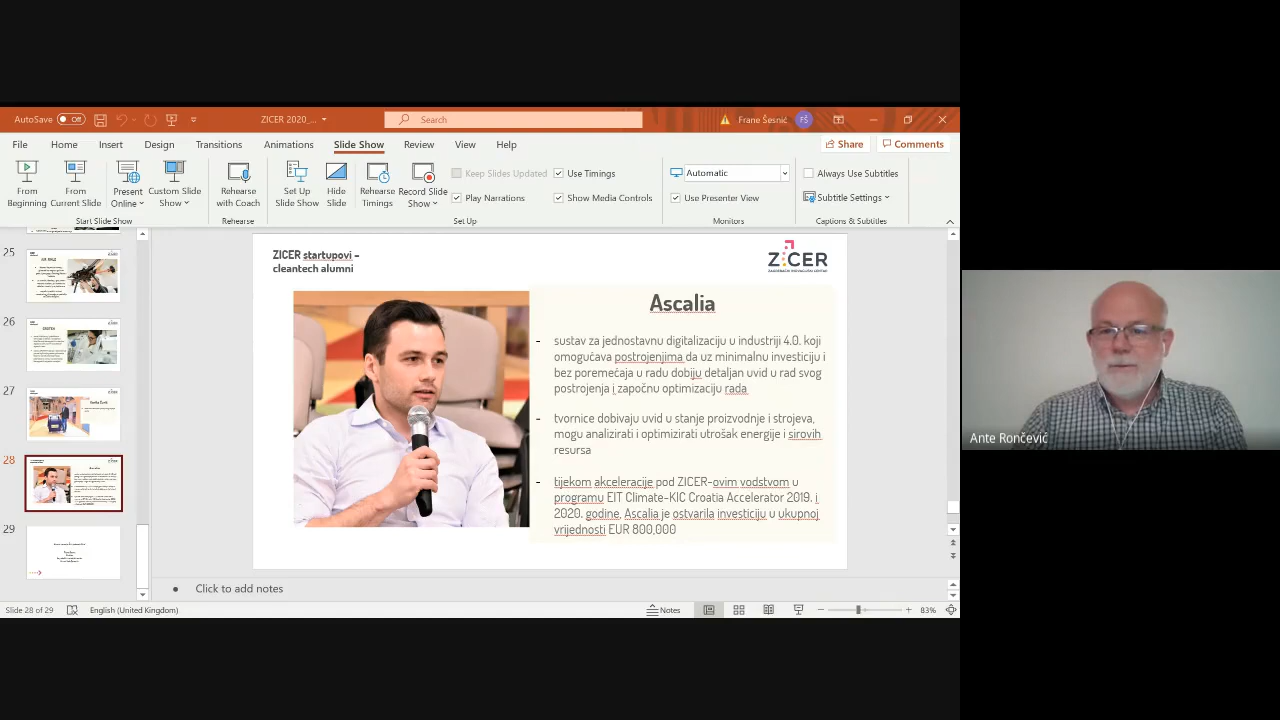 AutoSave Off
ZICER 2020_...
Search
Frane Šesnić FŠ
File Home Insert Design Transitions Animations Slide Show Review View Help
Share Comments
From Beginning
From Current Slide
Present Online
Custom Slide Show
Rehearse with Coach
Set Up Slide Show
Hide Slide
Rehearse Timings
Record Slide Show
Keep Slides Updated
Play Narrations
Use Timings
Show Media Controls
Automatic
Use Presenter View
Always Use Subtitles
Subtitle Settings
Start Slide Show
Rehearse
Set Up
Monitors
Captions & Subtitles
25
26
27
28
29
ZICER startupovi –
cleantech alumni
ZICER
ZAGREBAČKI INOVACIJSKI CENTAR
Ascalia
- sustav za jednostavnu digitalizaciju u industriji 4.0. koji
omogućava postrojenjima da uz minimalnu investiciju i
bez poremećaja u radu dobiju detaljan uvid u rad svog
postrojenja i započnu optimizaciju rada
- tvornice dobivaju uvid u stanje proizvodnje i strojeva,
mogu analizirati i optimizirati utrošak energije i sirovih
resursa
- tijekom akceleracije pod ZICER-ovim vodstvom u
programu EIT Climate-KIC Croatia Accelerator 2019. i
2020. godine, Ascalia je ostvarila investiciju u ukupnoj
vrijednosti EUR 800,000
Click to add notes
Slide 28 of 29
English (United Kingdom)
Notes
83%
Ante Rončević